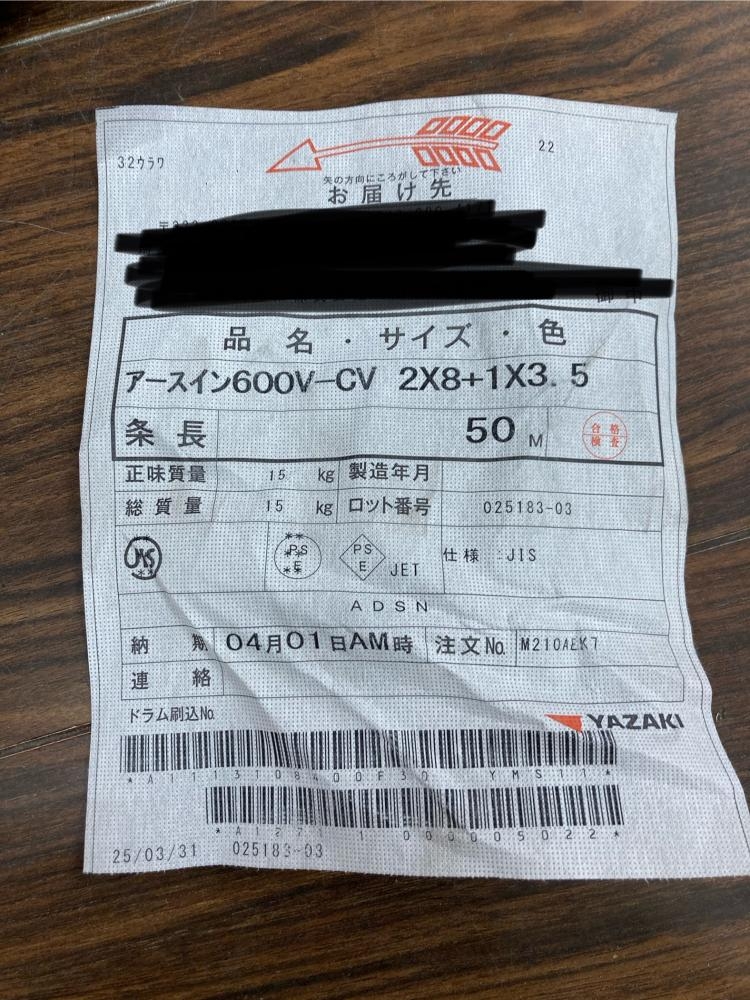 32ウラワ
22
矢の方向にころがして下さい
お届け先
御中
品名・サイズ・色
アースイン600V-CV 2X8+1X3.5
条長 50 M
合格検査
正味質量 15 kg 製造年月
総質量 15 kg ロット番号 025183-03
PSE
PSE JET 仕様 :JIS
ADSN
納期 04月01日AM時 注文No. M210AEK7
連絡
ドラム刷込No.
YAZAKI
*A1131084​00F30 YMS11*
25/03/31 025183-03